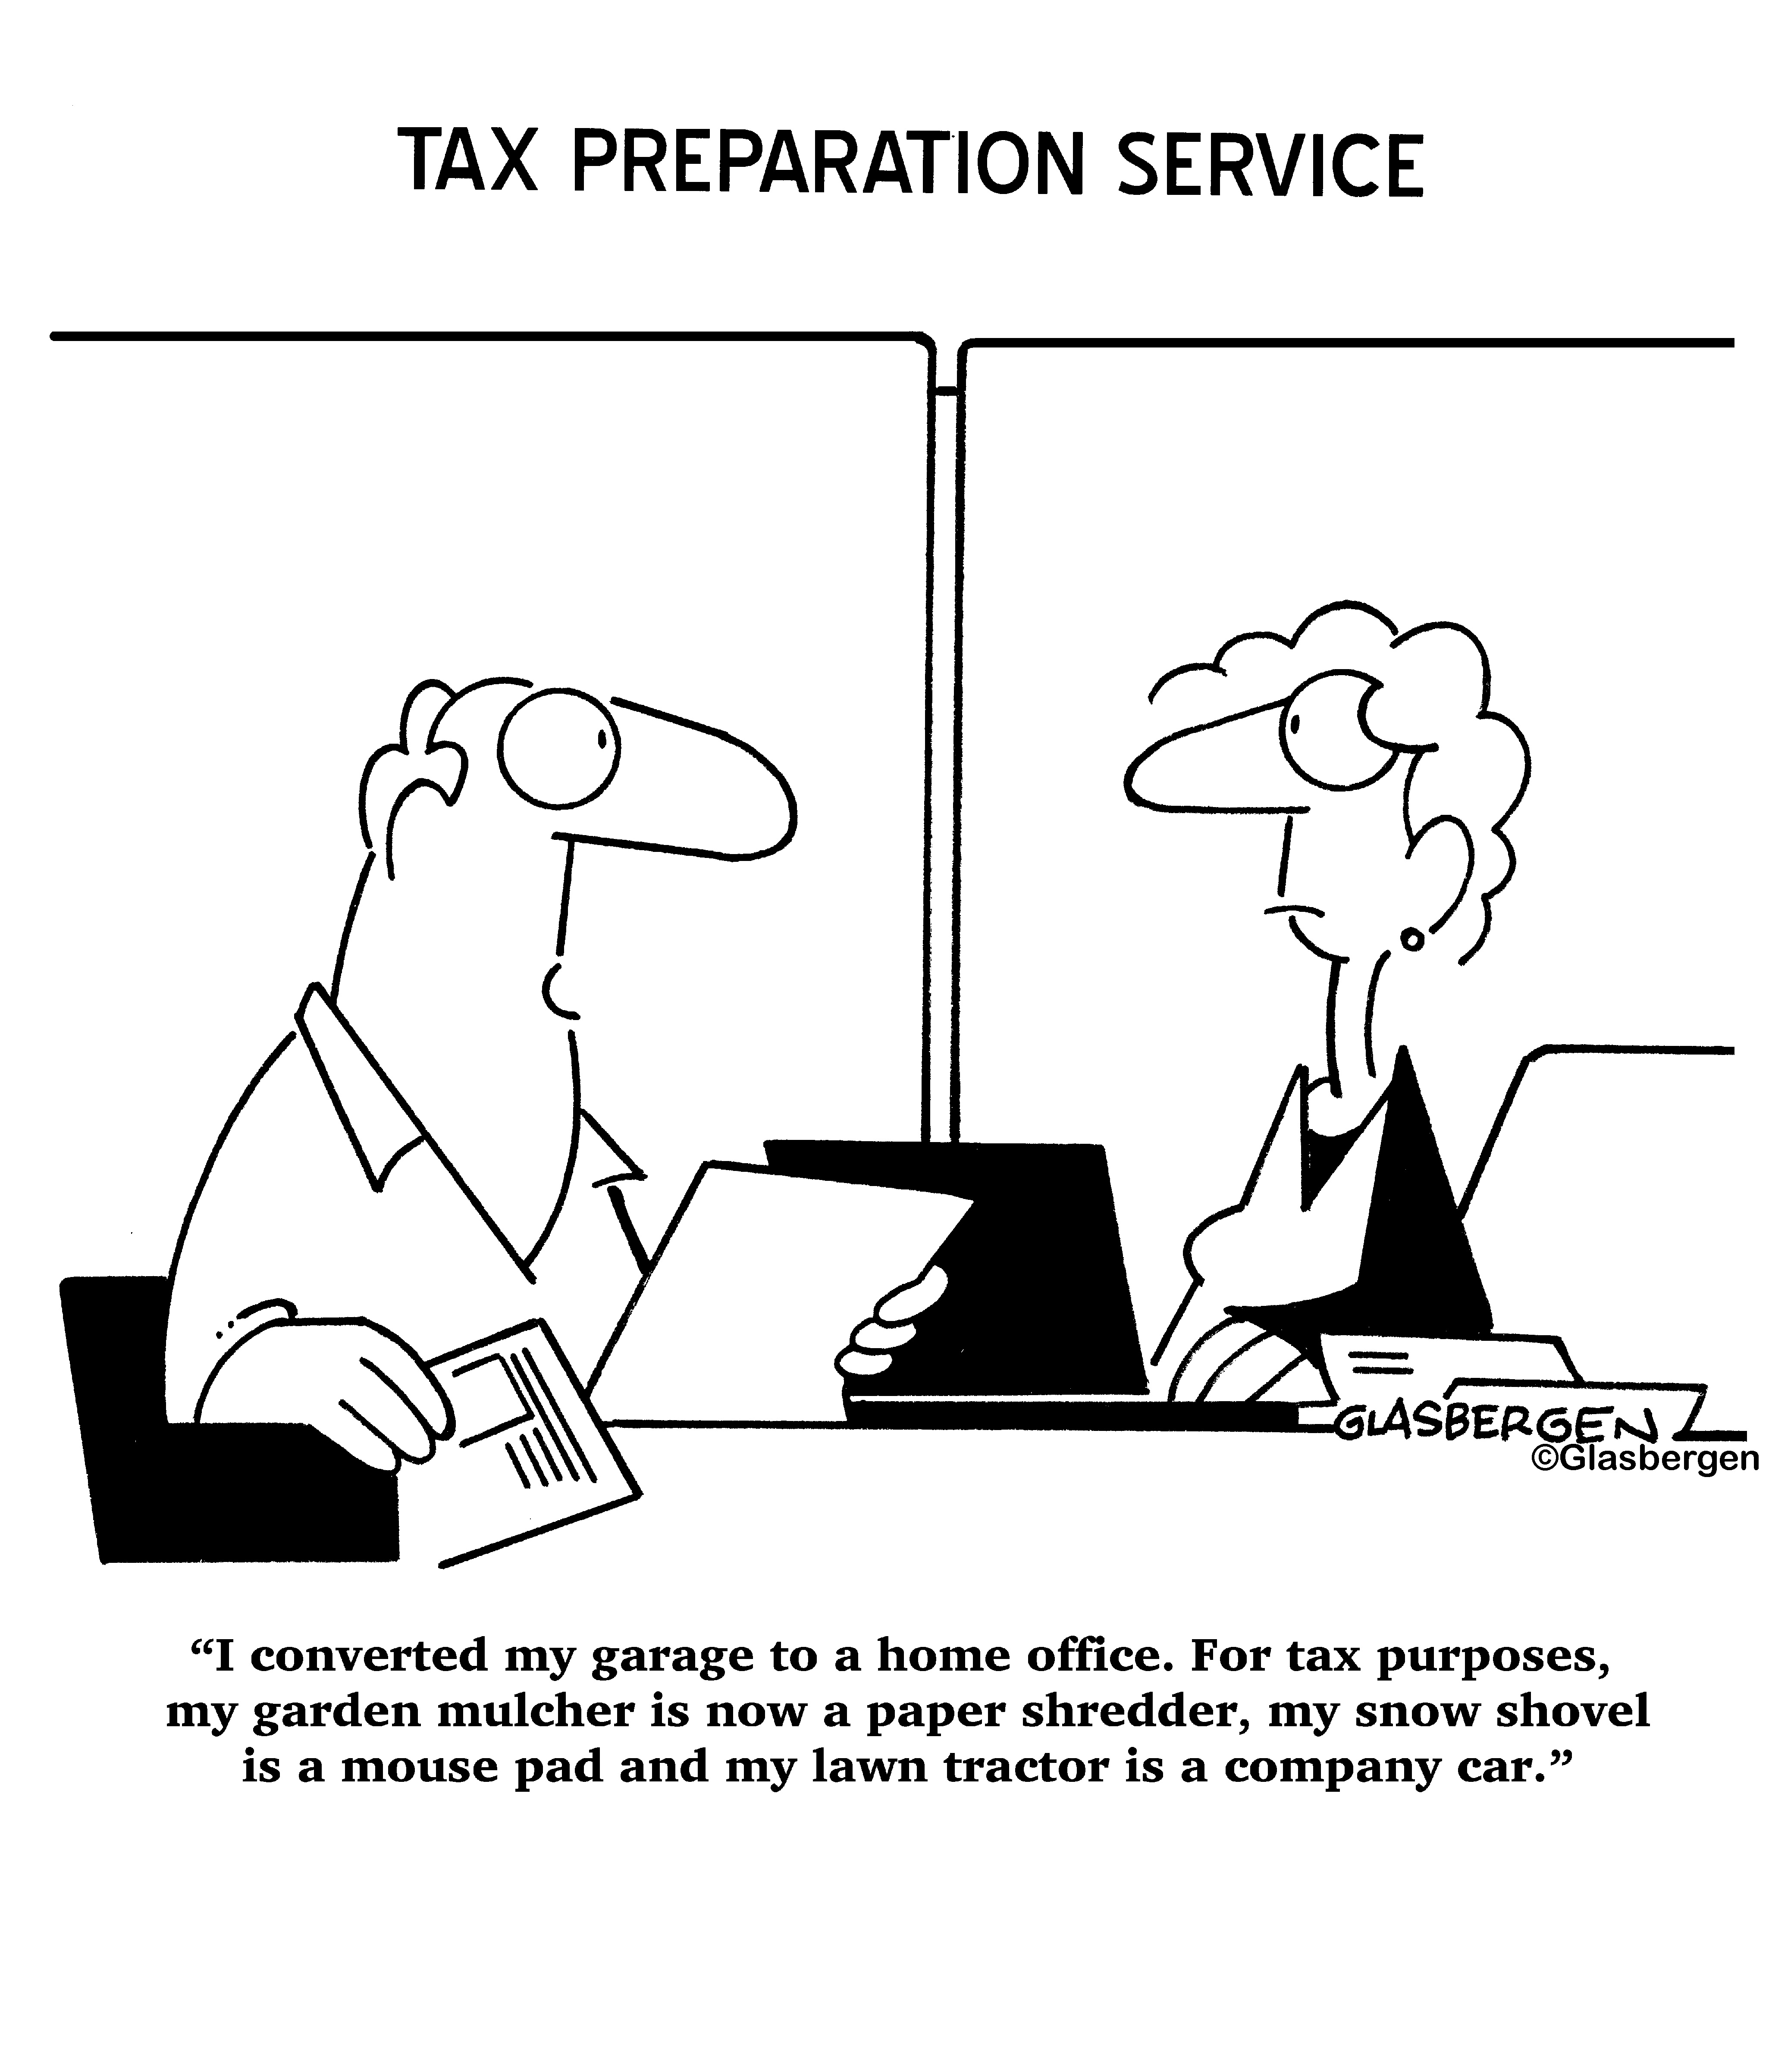 TAX PREPARATION SERVICE
GLASBERGEN
©Glasbergen
“I converted my garage to a home office. For tax purposes,
my garden mulcher is now a paper shredder, my snow shovel
is a mouse pad and my lawn tractor is a company car.”